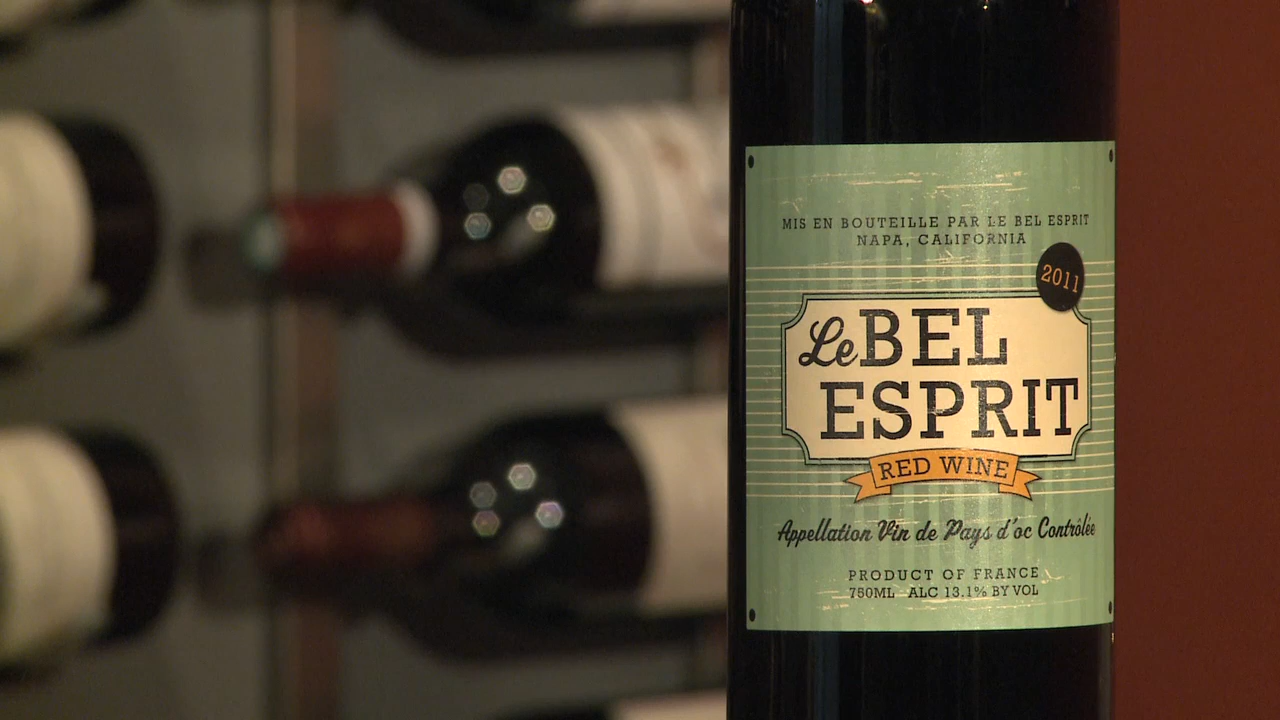 MIS EN BOUTEILLE PAR LE BEL ESPRIT
NAPA, CALIFORNIA
2011
Le BEL
ESPRIT
RED WINE
Appellation Vin de Pays d'oc Contrôlée
PRODUCT OF FRANCE
750ML ALC 13.1% BY VOL